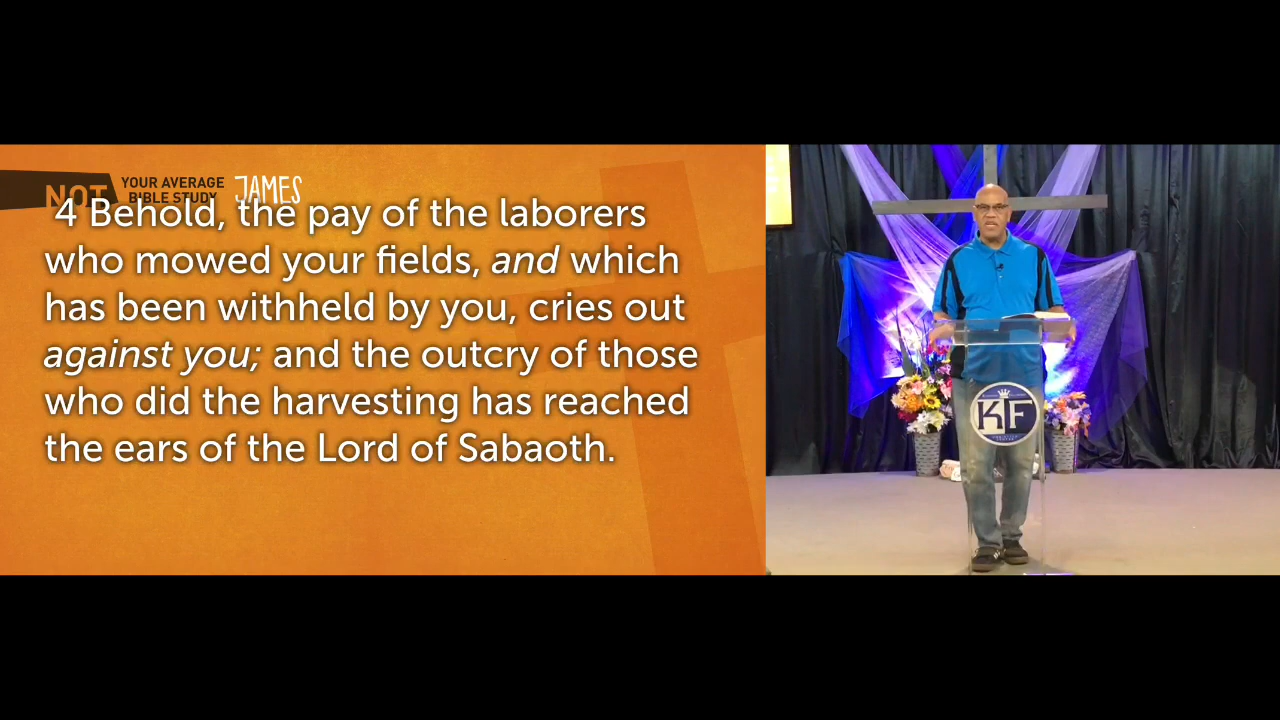 NOT
YOUR AVERAGE
BIBLE STUDY
JAMES
4 Behold, the pay of the laborers
who mowed your fields, and which
has been withheld by you, cries out
against you; and the outcry of those
who did the harvesting has reached
the ears of the Lord of Sabaoth.
KTF